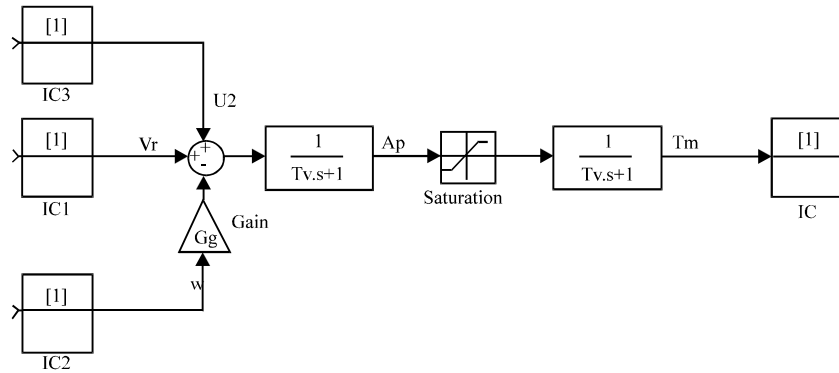 [1]
IC3
U2
[1]
IC1
Vr
+
+
-
1
Tv.s+1
Ap
Saturation
1
Tv.s+1
Tm
[1]
IC
Gain
Gg
w
[1]
IC2